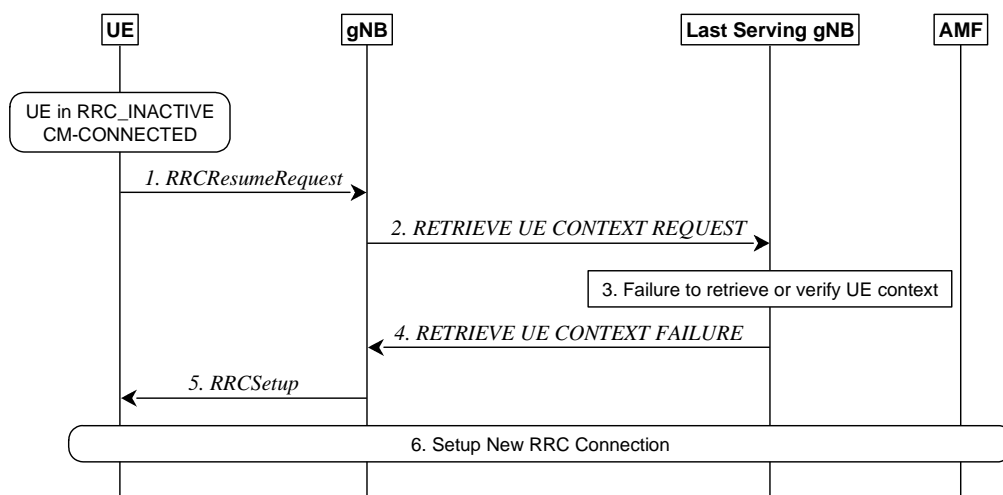 UE
gNB
Last Serving gNB
AMF
UE in RRC_INACTIVE
CM-CONNECTED
1. RRCResumeRequest
2. RETRIEVE UE CONTEXT REQUEST
3. Failure to retrieve or verify UE context
4. RETRIEVE UE CONTEXT FAILURE
5. RRCSetup
6. Setup New RRC Connection